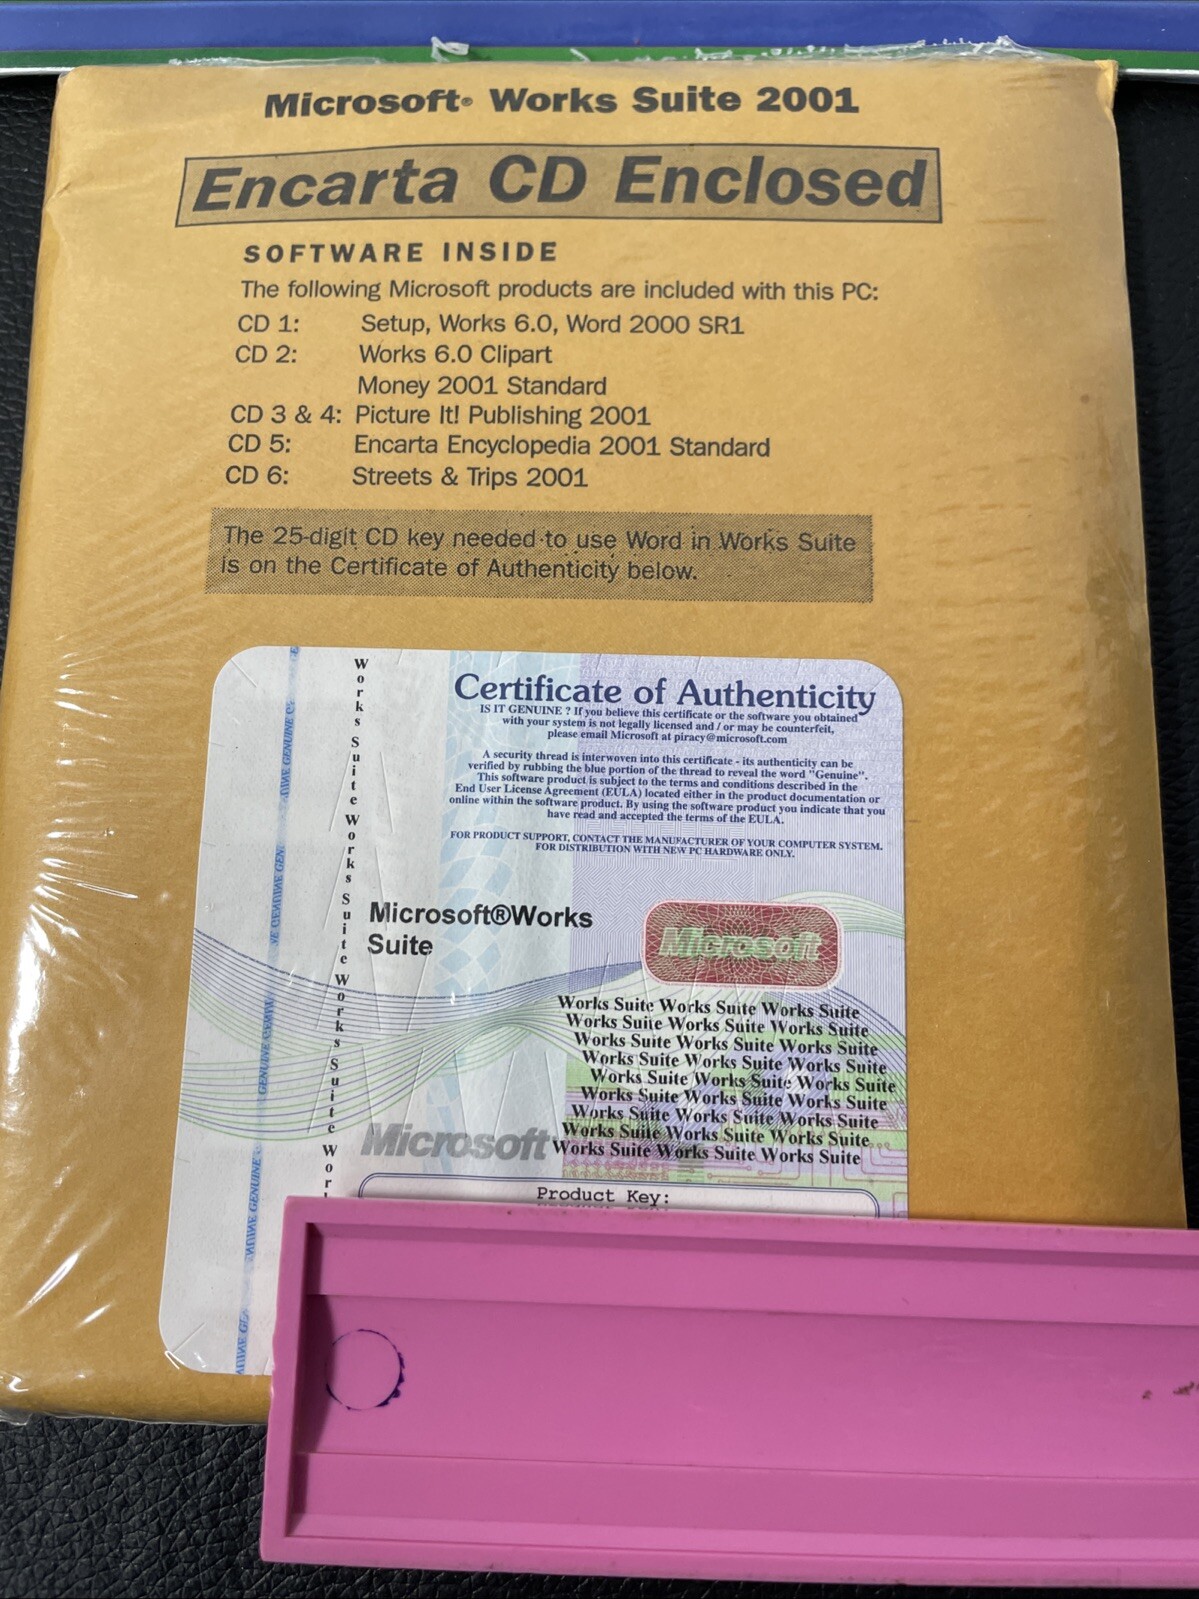 Microsoft® Works Suite 2001
Encarta CD Enclosed
SOFTWARE INSIDE
The following Microsoft products are included with this PC:
CD 1: Setup, Works 6.0, Word 2000 SR1
CD 2: Works 6.0 Clipart
Money 2001 Standard
CD 3 & 4: Picture It! Publishing 2001
CD 5: Encarta Encyclopedia 2001 Standard
CD 6: Streets & Trips 2001
The 25-digit CD key needed to use Word in Works Suite
is on the Certificate of Authenticity below.
Works Suite Works Suite Works Suite Wor
GENUINE GENUINE GENUINE GENUINE
Certificate of Authenticity
IS IT GENUINE ? If you believe this certificate or the software you obtained
with your system is not legally licensed and / or may be counterfeit,
please email Microsoft at piracy@microsoft.com
A security thread is interwoven into this certificate - its authenticity can be
verified by rubbing the blue portion of the thread to reveal the word "Genuine".
This software product is subject to the terms and conditions described in the
End User License Agreement (EULA) located either in the product documentation or
online within the software product. By using the software product you indicate that you
have read and accepted the terms of the EULA.
FOR PRODUCT SUPPORT, CONTACT THE MANUFACTURER OF YOUR COMPUTER SYSTEM.
FOR DISTRIBUTION WITH NEW PC HARDWARE ONLY.
Microsoft®Works
Suite
Microsoft
Works Suite Works Suite Works Suite
Works Suite Works Suite Works Suite
Works Suite Works Suite Works Suite
Works Suite Works Suite Works Suite
Works Suite Works Suite Works Suite
Works Suite Works Suite Works Suite
Works Suite Works Suite Works Suite
Works Suite Works Suite Works Suite
Works Suite Works Suite Works Suite
Microsoft
Product Key: